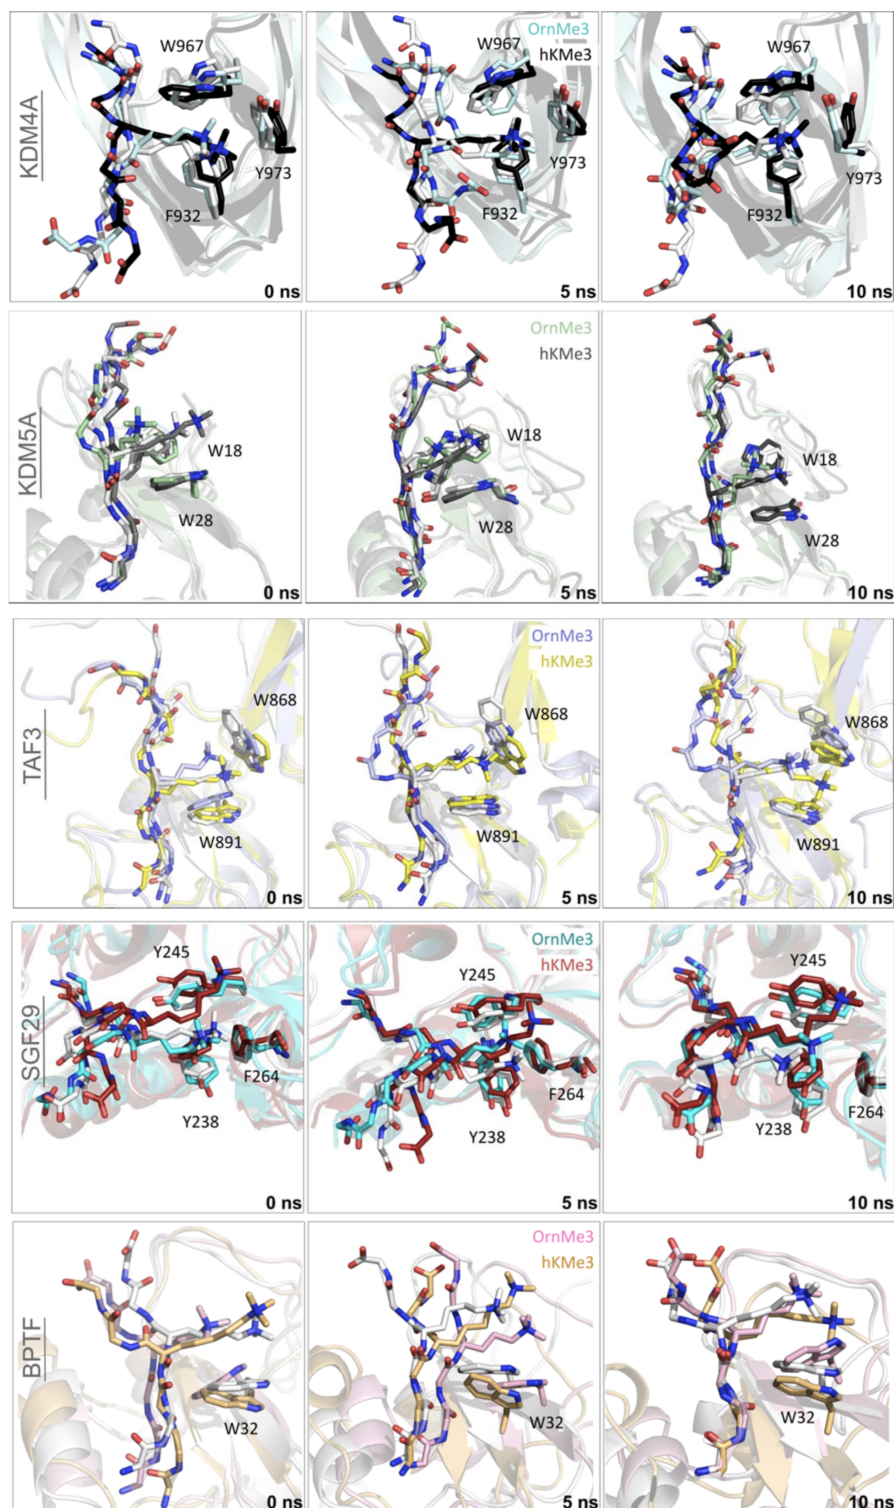 KDM4A
W967
Y973
F932
0 ns
OrnMe3
hKMe3
W967
Y973
F932
5 ns
W967
Y973
F932
10 ns
KDM5A
W18
W28
0 ns
OrnMe3
hKMe3
W18
W28
5 ns
W18
W28
10 ns
TAF3
W868
W891
0 ns
OrnMe3
hKMe3
W868
W891
5 ns
W868
W891
10 ns
SGF29
Y245
F264
Y238
0 ns
OrnMe3
hKMe3
Y245
F264
Y238
5 ns
Y245
F264
Y238
10 ns
BPTF
W32
0 ns
OrnMe3
hKMe3
W32
5 ns
W32
10 ns